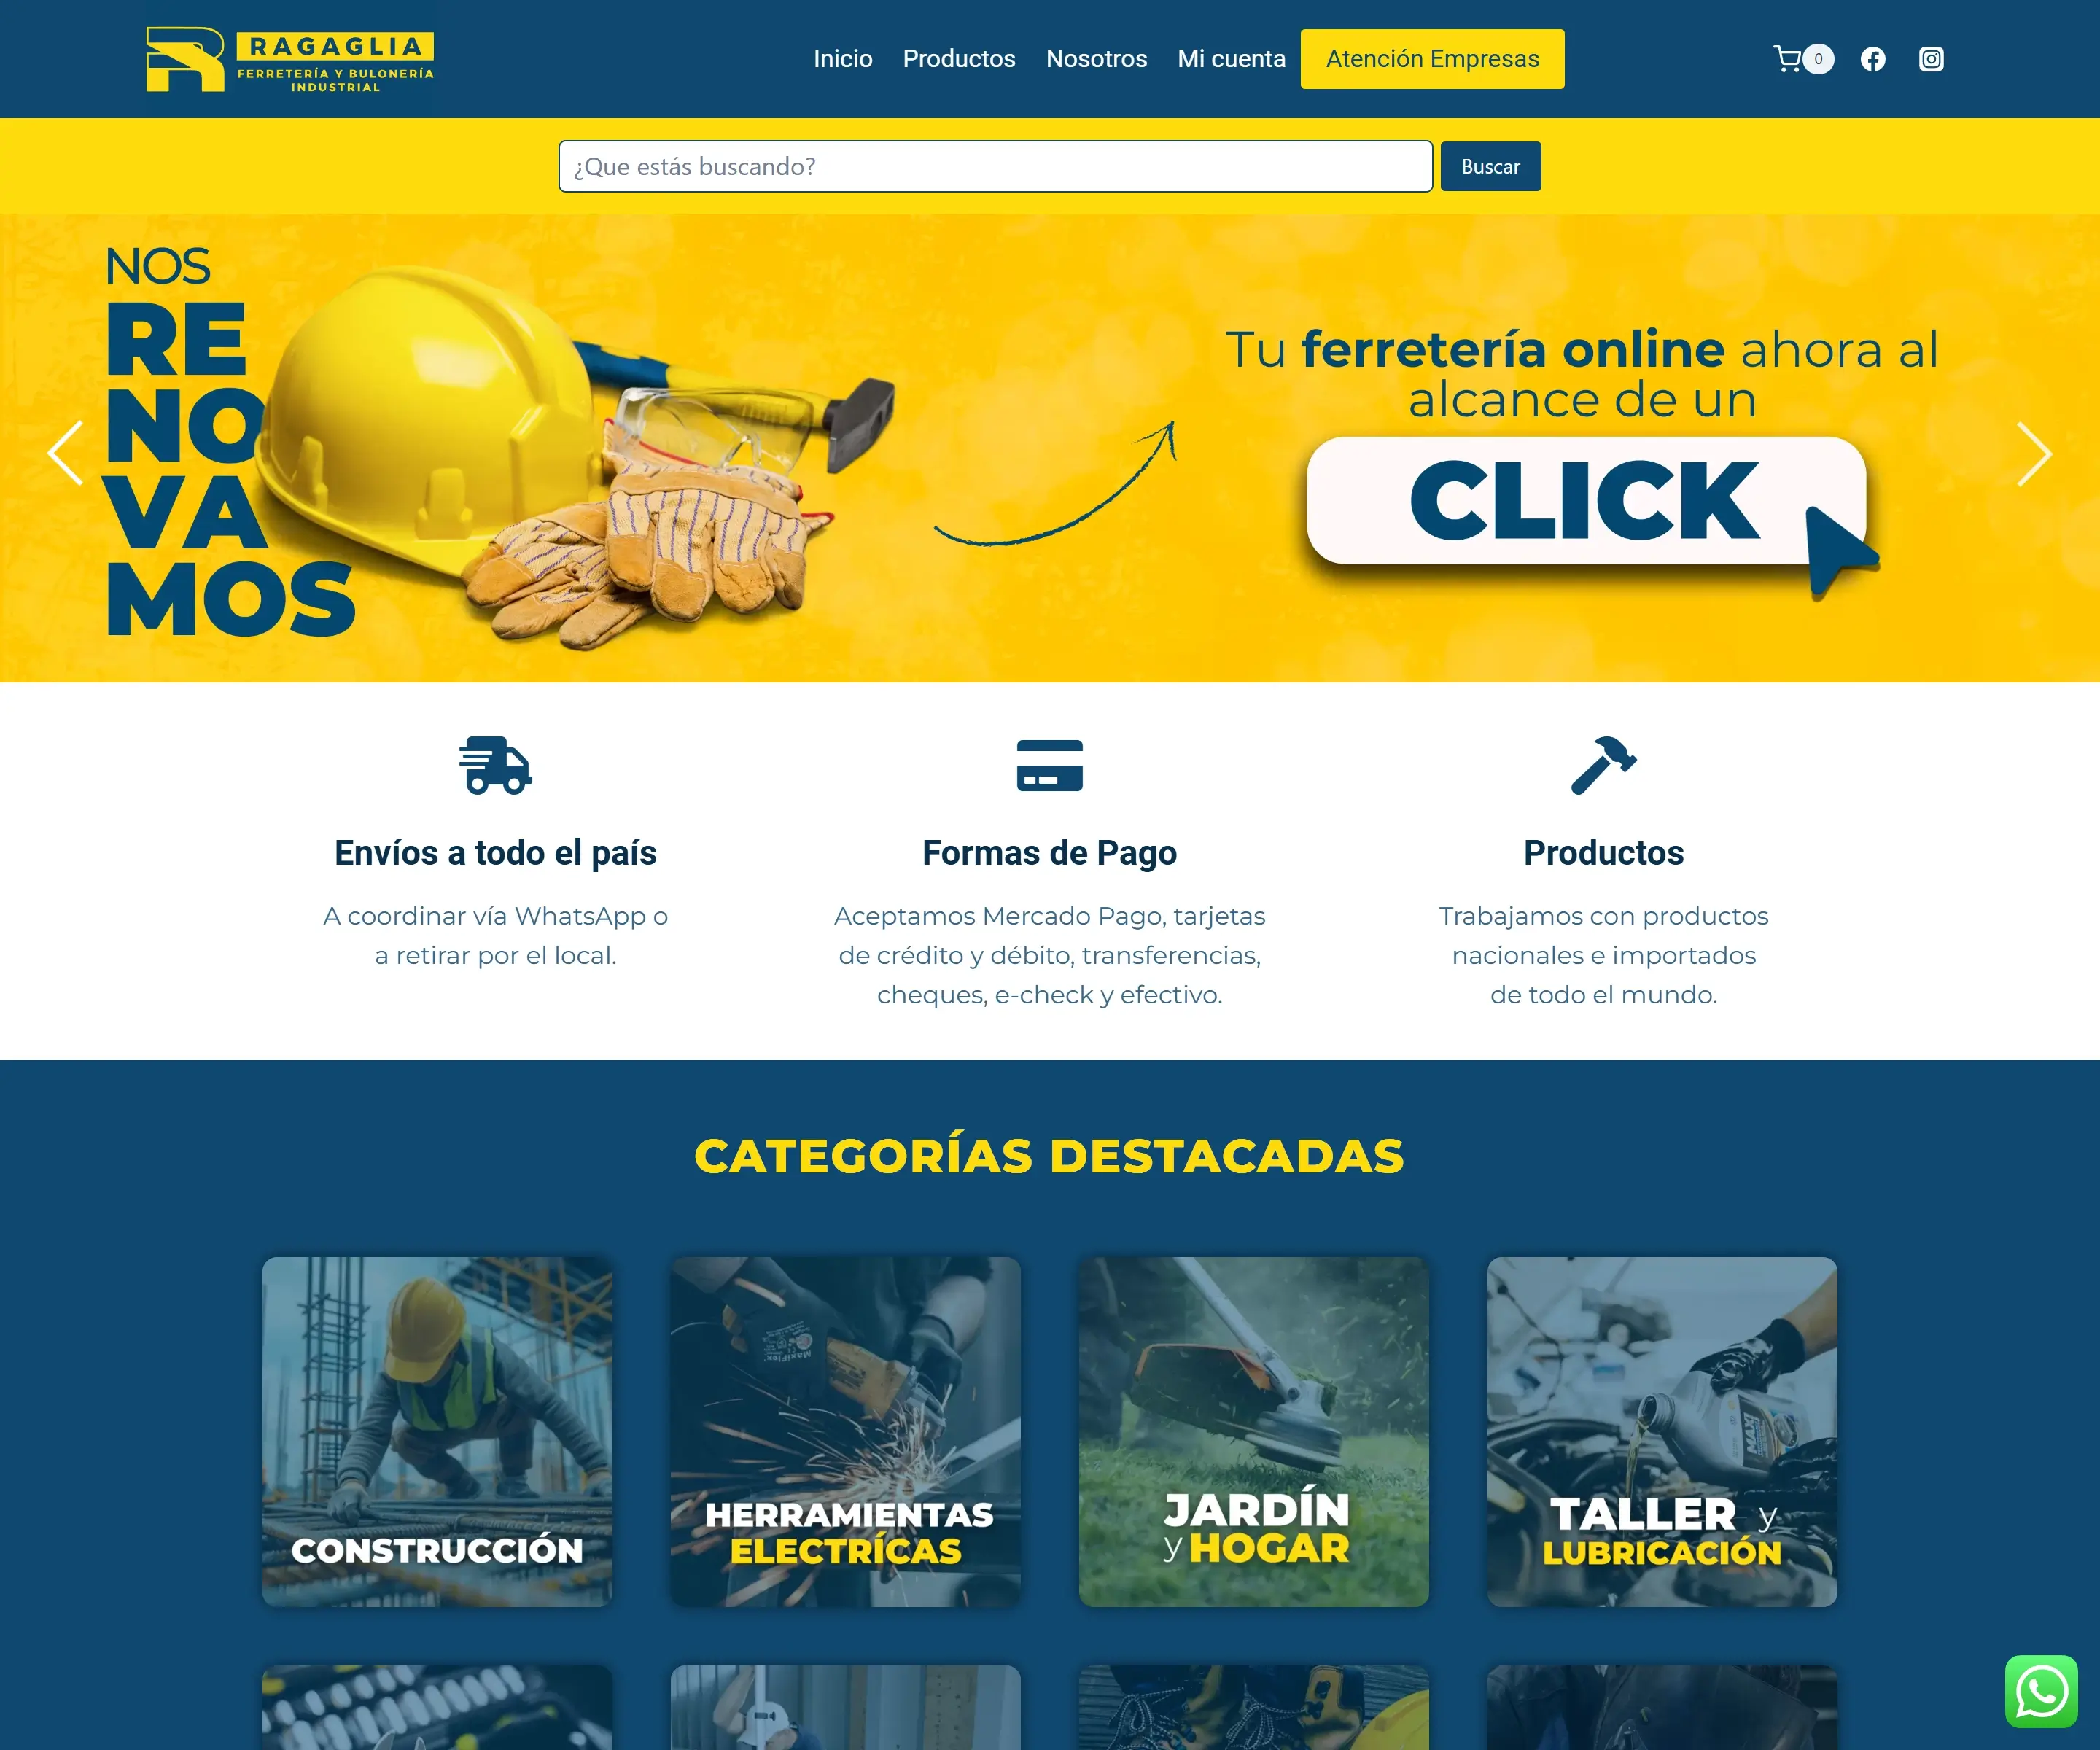 RAGAGLIA
FERRETERÍA Y BULONERÍA
INDUSTRIAL
Inicio
Productos
Nosotros
Mi cuenta
Atención Empresas
0
¿Que estás buscando?
Buscar
NOS
RE
NO
VA
MOS
Tu ferretería online ahora al
alcance de un
CLICK
Envíos a todo el país
A coordinar vía WhatsApp o
a retirar por el local.
Formas de Pago
Aceptamos Mercado Pago, tarjetas
de crédito y débito, transferencias,
cheques, e-check y efectivo.
Productos
Trabajamos con productos
nacionales e importados
de todo el mundo.
CATEGORÍAS DESTACADAS
CONSTRUCCIÓN
MaxiFlex
HERRAMIENTAS
ELECTRÍCAS
JARDÍN
y HOGAR
MAXI
TALLER y
LUBRICACIÓN